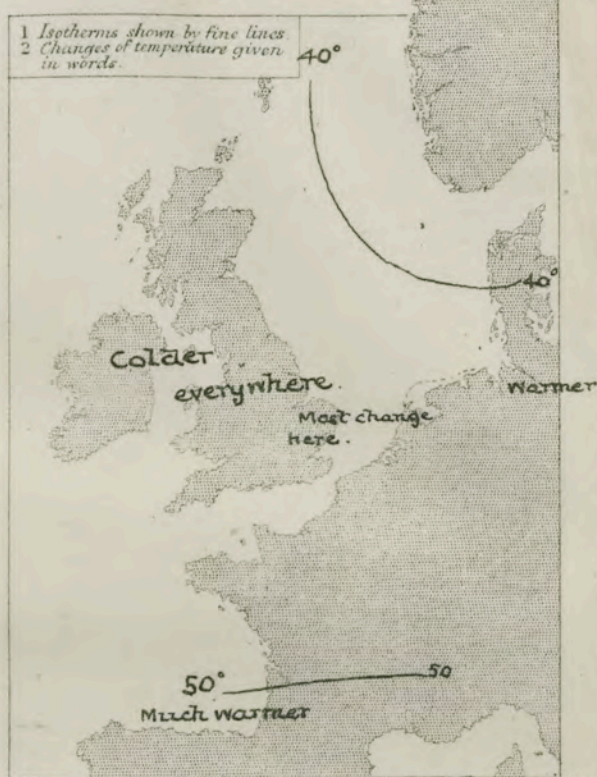 1 Isotherms shown by fine lines.
2 Changes of temperature given
in words.
40°
40°
Colder
everywhere.
Warmer
Most change
here.
50°
50
Much Warmer